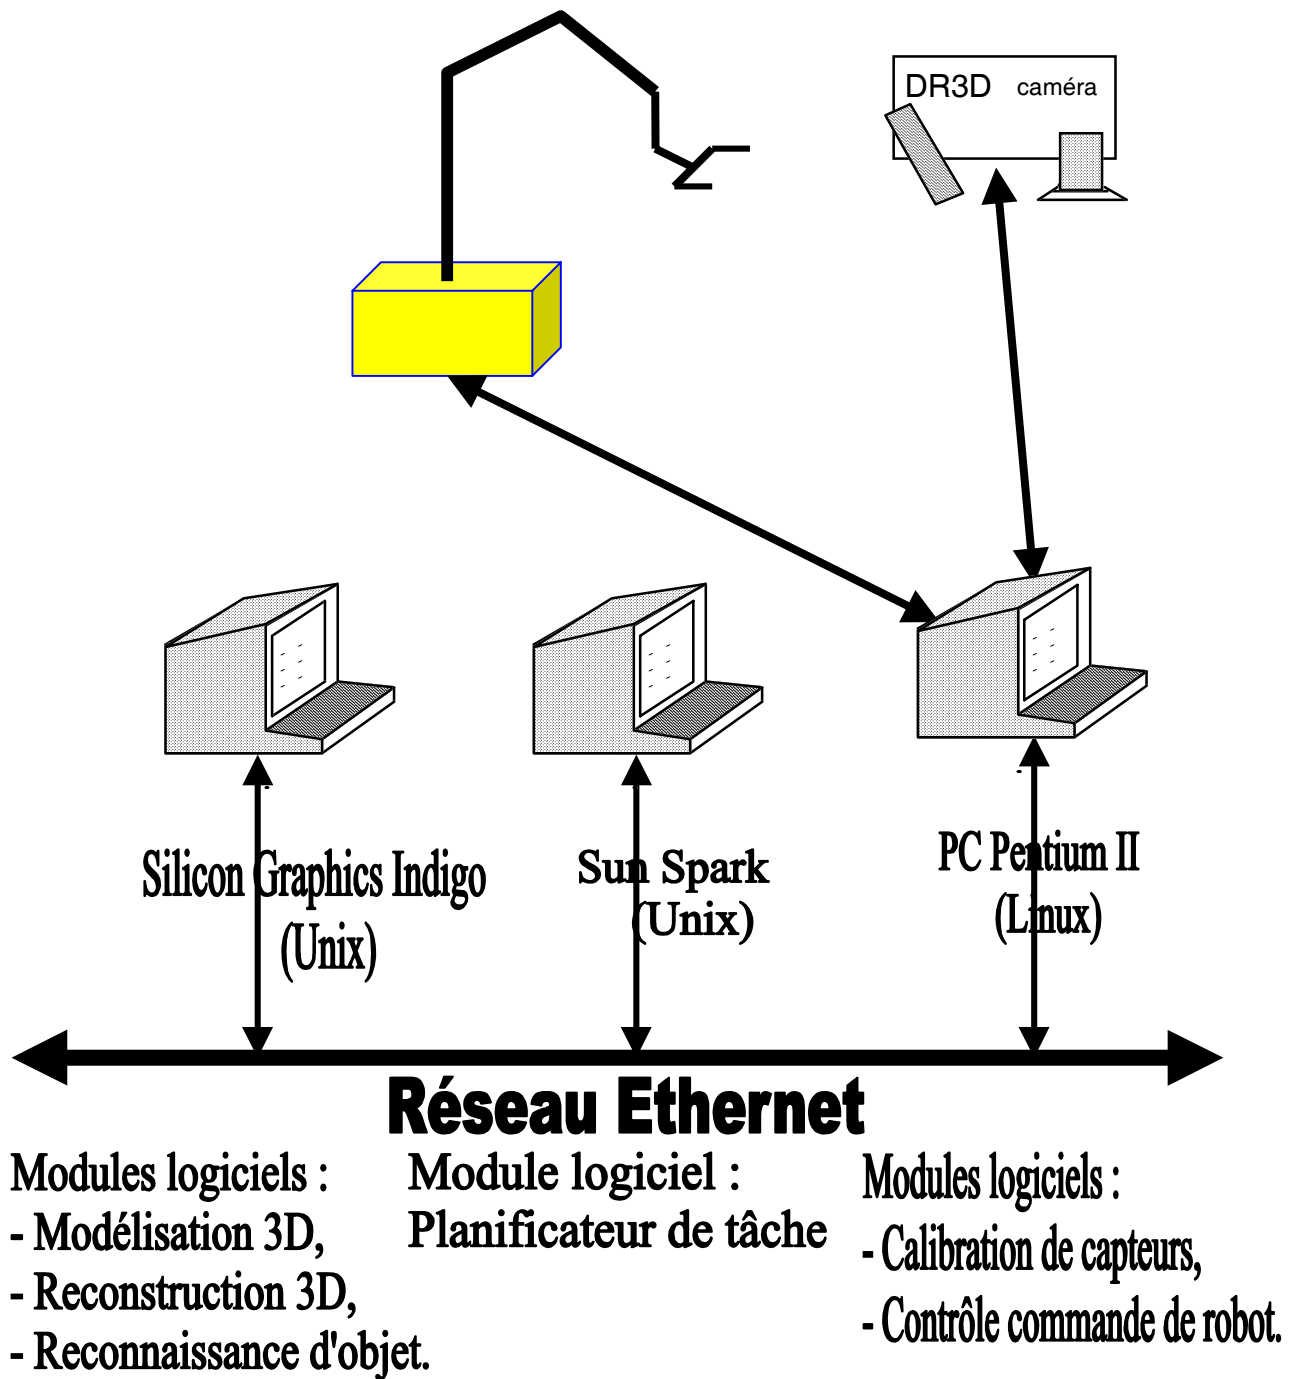 DR3D caméra
Silicon Graphics Indigo
(Unix)
Sun Spark
(Unix)
PC Pentium II
(Linux)
Réseau Ethernet
Modules logiciels :
- Modélisation 3D,
- Reconstruction 3D,
- Reconnaissance d'objet.
Module logiciel :
Planificateur de tâche
Modules logiciels :
- Calibration de capteurs,
- Contrôle commande de robot.